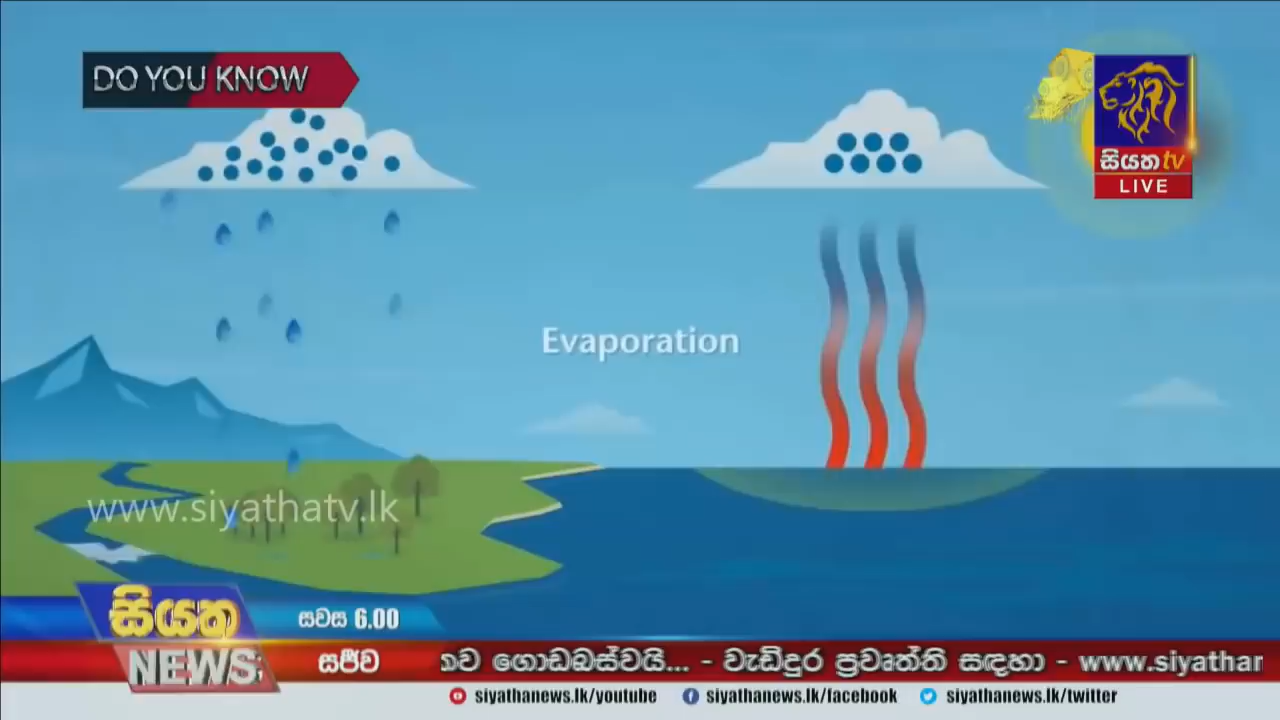 DO YOU KNOW
සියත tv
LIVE
Evaporation
www.siyathatv.lk
සියත
සවස 6.00
NEWS
සජීව
ගොඩබස්වයි... - වැඩිදුර ප්‍රවෘත්ති සඳහා - www.siyathar
siyathanews.lk/youtube siyathanews.lk/facebook siyathanews.lk/twitter